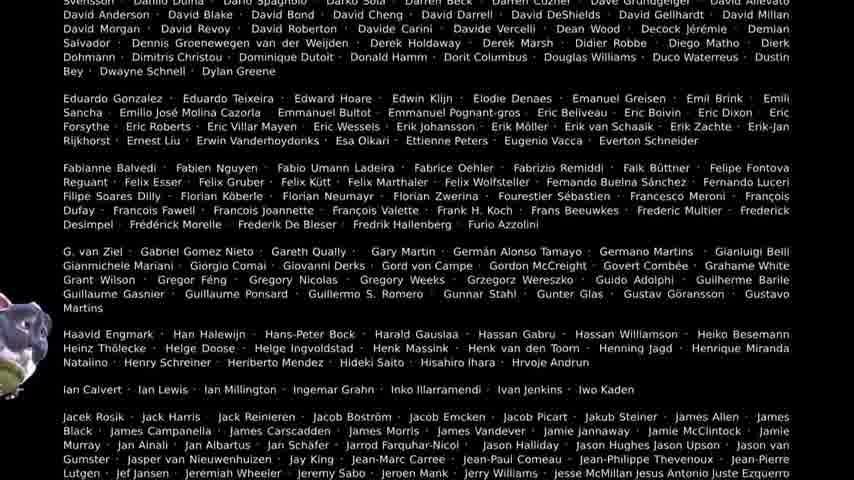 Svensson · Danilo Dulna · Dario Spagnolo · Darko Sola · Darren Beck · Darren Cuzner · Dave Grundgeiger · David Allevato
David Anderson · David Blake · David Bond · David Cheng · David Darrell · David DeShields · David Gellhardt · David Millan
David Morgan · David Revoy · David Roberton · Davide Carini · Davide Vercelli · Dean Wood · Decock Jérémie · Demian
Salvador · Dennis Groenewegen van der Weijden · Derek Holdaway · Derek Marsh · Didier Robbe · Diego Matho · Dierk
Dohmann · Dimitris Christou · Dominique Dutoit · Donald Hamm · Dorit Columbus · Douglas Williams · Duco Waterreus · Dustin
Bey · Dwayne Schnell · Dylan Greene
Eduardo Gonzalez · Eduardo Teixeira · Edward Hoare · Edwin Klijn · Elodie Denaes · Emanuel Greisen · Emil Brink · Emili
Sancha · Emilio José Molina Cazorla · Emmanuel Bultot · Emmanuel Pognant-gros · Eric Beliveau · Eric Boivin · Eric Dixon · Eric
Forsythe · Eric Roberts · Eric Villar Mayen · Eric Wessels · Erik Johansson · Erik Möller · Erik van Schaaik · Erik Zachte · Erik-Jan
Rijkhorst · Ernest Liu · Erwin Vanderhoydonks · Esa Oikari · Ettienne Peters · Eugenio Vacca · Everton Schneider
Fabianne Balvedi · Fabien Nguyen · Fabio Umann Ladeira · Fabrice Oehler · Fabrizio Remiddi · Faik Büttner · Felipe Fontova
Reguant · Felix Esser · Felix Gruber · Felix Kütt · Felix Marthaler · Felix Wolfsteller · Fernando Buelna Sánchez · Fernando Luceri
Filipe Soares Dilly · Florian Köberle · Florian Neumayr · Florian Zwerina · Fourestier Sébastien · Francesco Meroni · François
Dufay · Francois Fawell · Francois Joannette · François Valette · Frank H. Koch · Frans Beeuwkes · Frederic Multier · Frederick
Desimpel · Frédérick Morelle · Frederik De Bleser · Fredrik Hallenberg · Furio Azzolini
G. van Ziel · Gabriel Gomez Nieto · Gareth Qually · Gary Martin · Germán Alonso Tamayo · Germano Martins · Gianluigi Belli
Gianmichele Mariani · Giorgio Comai · Giovanni Derks · Gord von Campe · Gordon McCreight · Govert Combée · Grahame White
Grant Wilson · Gregor Féng · Gregory Nicolas · Gregory Weeks · Grzegorz Wereszko · Guido Adolphi · Guilherme Barile
Guillaume Gasnier · Guillaume Ponsard · Guillermo S. Romero · Gunnar Stahl · Gunter Glas · Gustav Göransson · Gustavo
Martins
Haavid Engmark · Han Halewijn · Hans-Peter Bock · Harald Gauslaa · Hassan Gabru · Hassan Williamson · Heiko Besemann
Heinz Thölecke · Helge Doose · Helge Ingvoldstad · Henk Massink · Henk van den Toorn · Henning Jagd · Henrique Miranda
Natalino · Henry Schreiner · Heriberto Mendez · Hideki Saito · Hisahiro Ihara · Hrvoje Andrun
Ian Calvert · Ian Lewis · Ian Millington · Ingemar Grahn · Inko Illarramendi · Ivan Jenkins · Iwo Kaden
Jacek Rosik · Jack Harris · Jack Reinieren · Jacob Boström · Jacob Emcken · Jacob Picart · Jakub Steiner · James Allen · James
Black · James Campanella · James Carscadden · James Morris · James Vandever · Jamie Jannaway · Jamie McClintock · Jamie
Murray · Jan Ainali · Jan Albartus · Jan Schäfer · Jarrod Farquhar-Nicol · Jason Halliday · Jason Hughes Jason Upson · Jason van
Gumster · Jasper van Nieuwenhuizen · Jay King · Jean-Marc Carree · Jean-Paul Comeau · Jean-Philippe Thevenoux · Jean-Pierre
Lutgen · Jef Jansen · Jeremiah Wheeler · Jeremy Sabo · Jeroen Mank · Jerry Williams · Jesse McMillan Jesus Antonio Juste Ezquerro